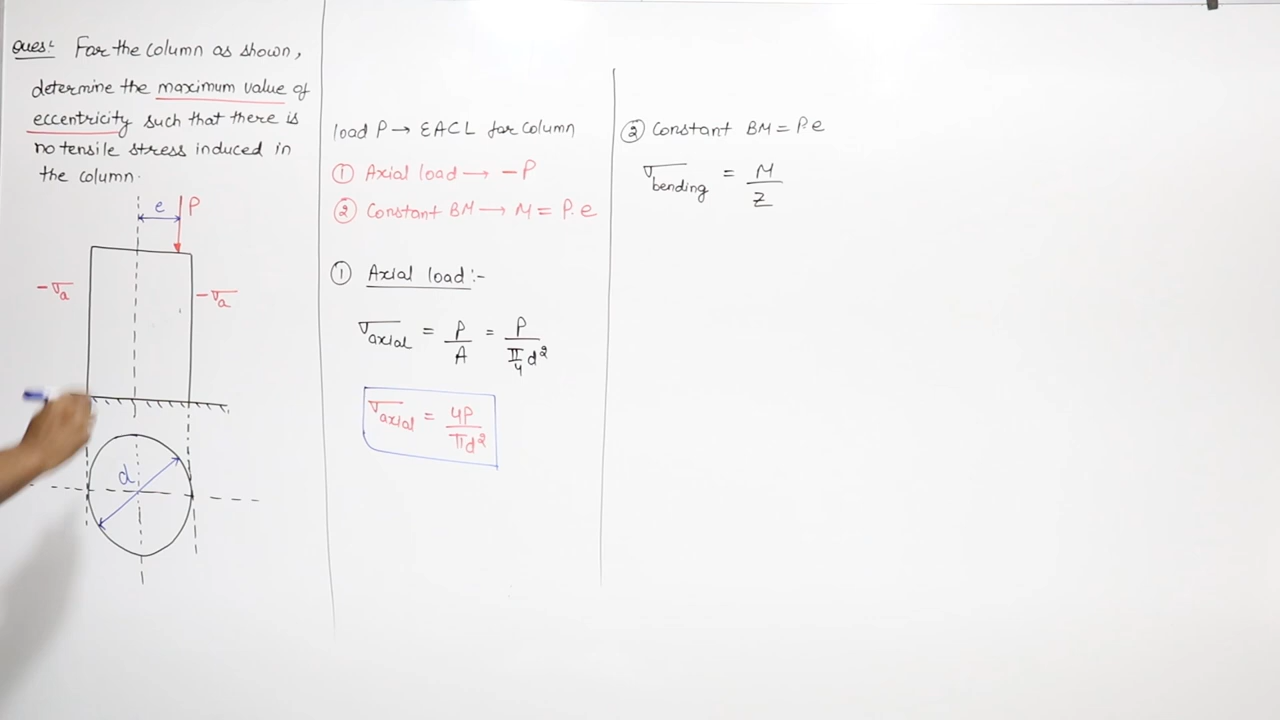 Ques:- For the column as shown,
determine the maximum value of
eccentricity such that there is
no tensile stress induced in
the column.
e P
-σa
-σa
d
load P → EACL for column
① Axial load → -P
② Constant BM → M = P.e
① Axial load :-
σaxial = P/A = P/(π/4 d²)
σaxial = 4P/πd²
② Constant BM = P.e
σbending = M/Z